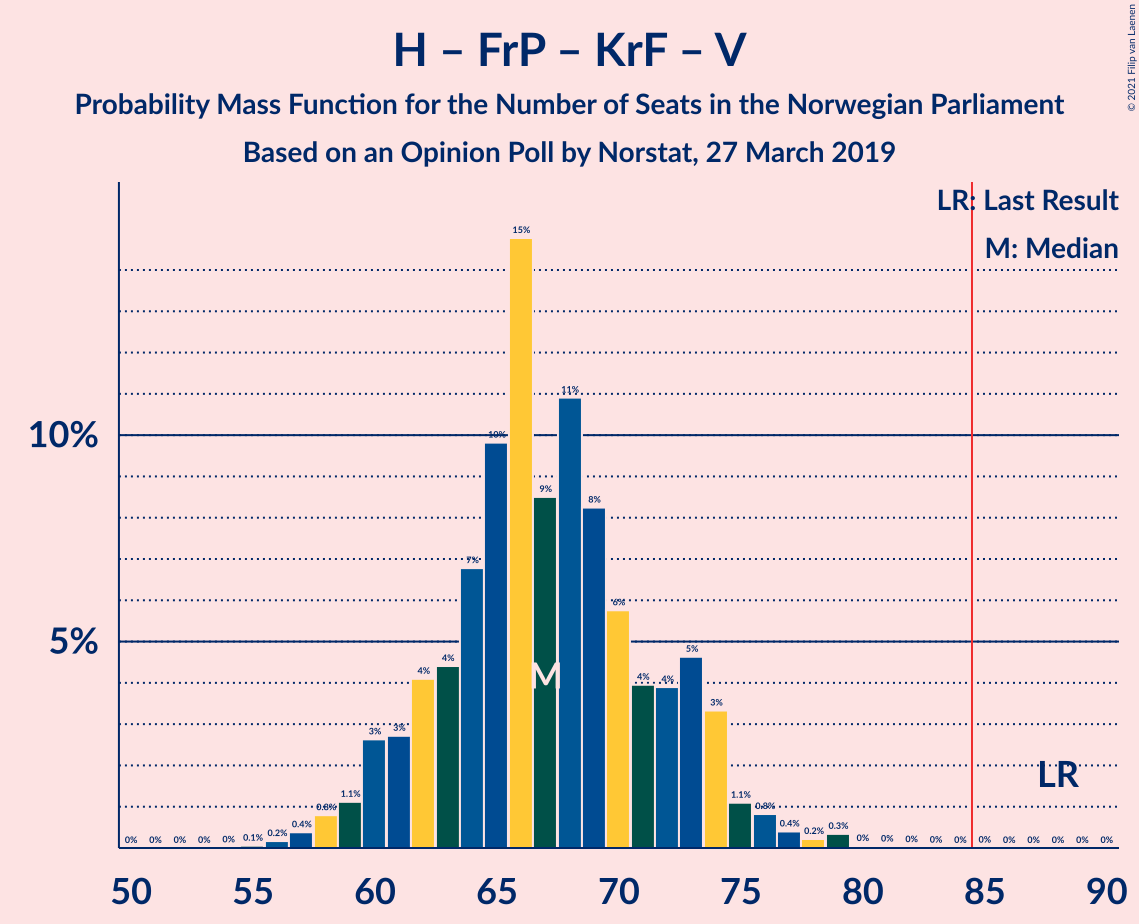 H – FrP – KrF – V
Probability Mass Function for the Number of Seats in the Norwegian Parliament
Based on an Opinion Poll by Norstat, 27 March 2019
© 2021 Filip van Laenen
LR: Last Result
M: Median
10%
5%
0% 0% 0% 0% 0% 0.1% 0.2% 0.4% 0.8% 1.1% 3% 3% 4% 4% 7% 10% 15% 9% 11% 8% 6% 4% 4% 5% 3% 1.1% 0.8% 0.4% 0.2% 0.3% 0% 0% 0% 0% 0% 0% 0% 0% 0% 0% 0%
M
LR
50 55 60 65 70 75 80 85 90